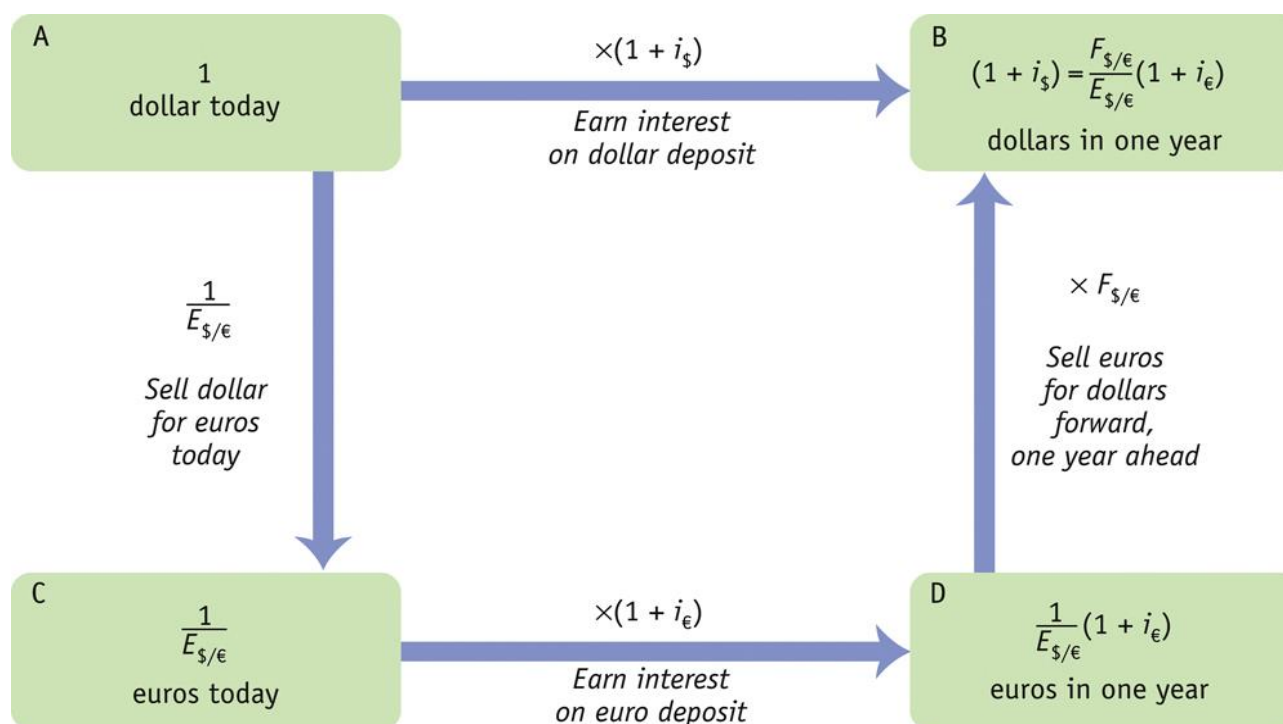 A
1
dollar today
×(1 + i$)
Earn interest
on dollar deposit
B
(1 + i$) = F$/€/E$/€ (1 + i€)
dollars in one year
1/E$/€
Sell dollar
for euros
today
× F$/€
Sell euros
for dollars
forward,
one year ahead
C
1/E$/€
euros today
×(1 + i€)
Earn interest
on euro deposit
D
1/E$/€ (1 + i€)
euros in one year